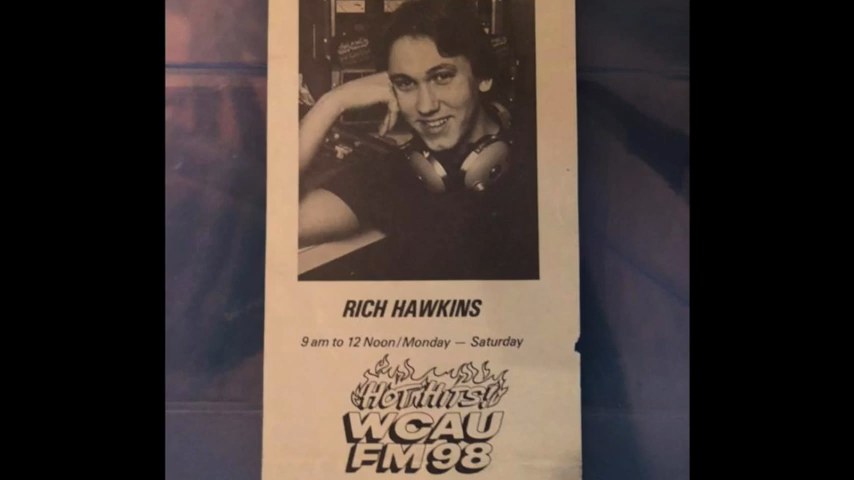 RICH HAWKINS
9 am to 12 Noon/Monday — Saturday
HOT HITS!!
WCAU
FM98